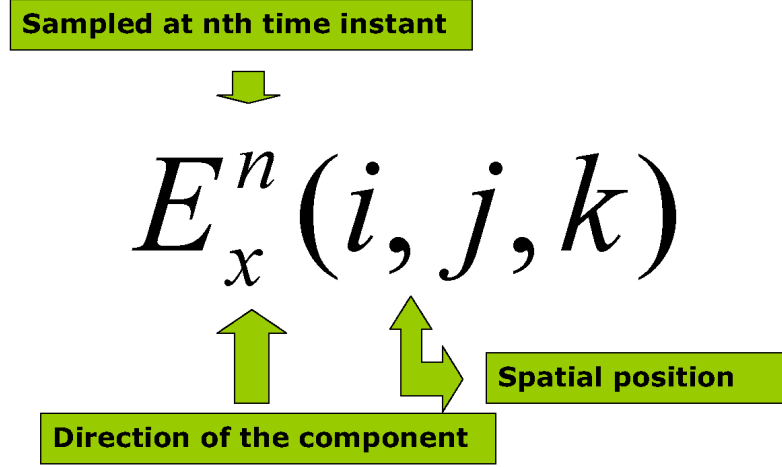 Sampled at nth time instant
E_x^n(i, j, k)
Spatial position
Direction of the component